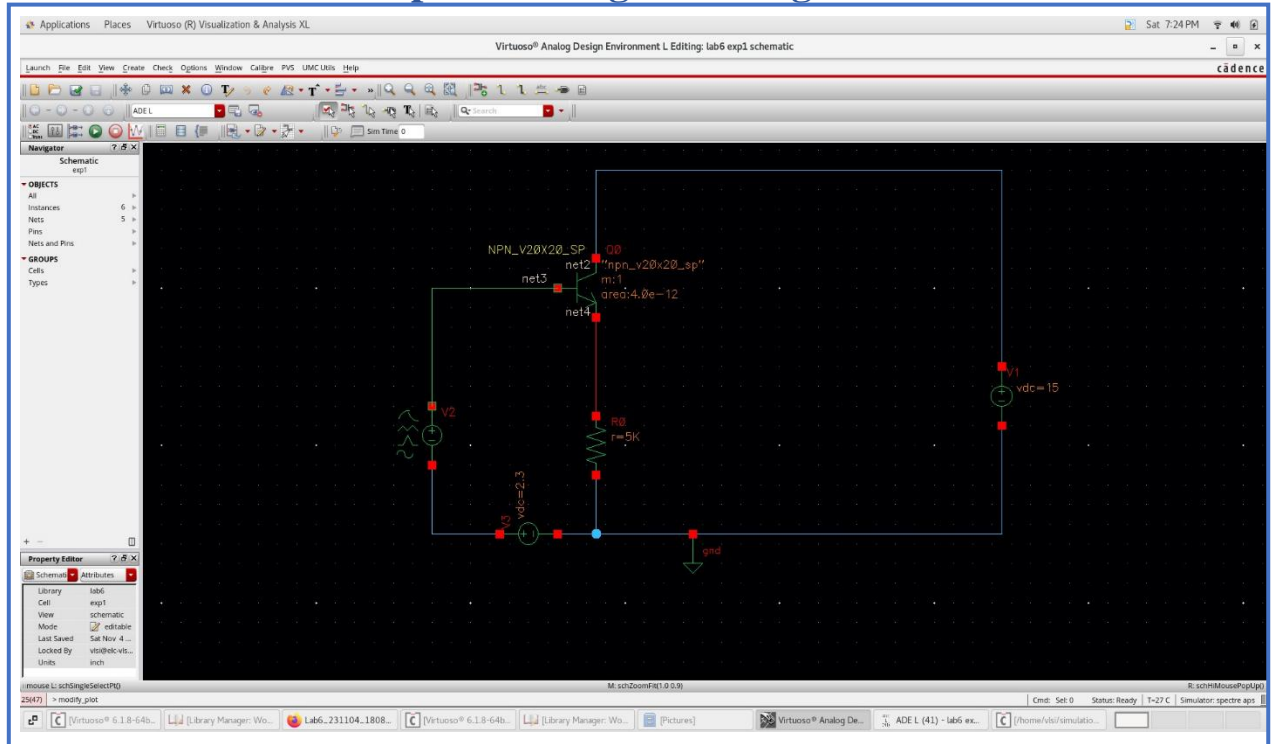 Applications Places Virtuoso (R) Visualization & Analysis XL
Sat 7:24 PM
Virtuoso® Analog Design Environment L Editing: lab6 exp1 schematic
Launch File Edit View Create Check Options Window Calibre PVS UMC Utils Help
cādence
ADE L
Search
Sim Time 0
Navigator
Schematic
exp1
OBJECTS
All
Instances 6
Nets 5
Pins
Nets and Pins
GROUPS
Cells
Types
NPN_V20X20_SP Q0
net2 "npn_v20x20_sp"
net3 m:1
area:4.0e-12
net4
V1
vdc=15
V2
R0
r=5K
vdc=2.3
V3
gnd
Property Editor
Schemati Attributes
Library lab6
Cell exp1
View schematic
Mode editable
Last Saved Sat Nov 4 ...
Locked By vlsi@elc-vls...
Units inch
mouse L: schSingleSelectPt() M: schZoomFit(1.0 0.9) R: schHiMousePopUp()
25(47) > modify_plot
Cmd: Sel: 0 Status: Ready T=27 C Simulator: spectre aps
[Virtuoso® 6.1.8-64b... [Library Manager: Wo... Lab6_231104_1808... [Virtuoso® 6.1.8-64b... [Library Manager: Wo... [Pictures] Virtuoso® Analog De... ADE L (41) - lab6 ex... [/home/vlsi/simulatio...